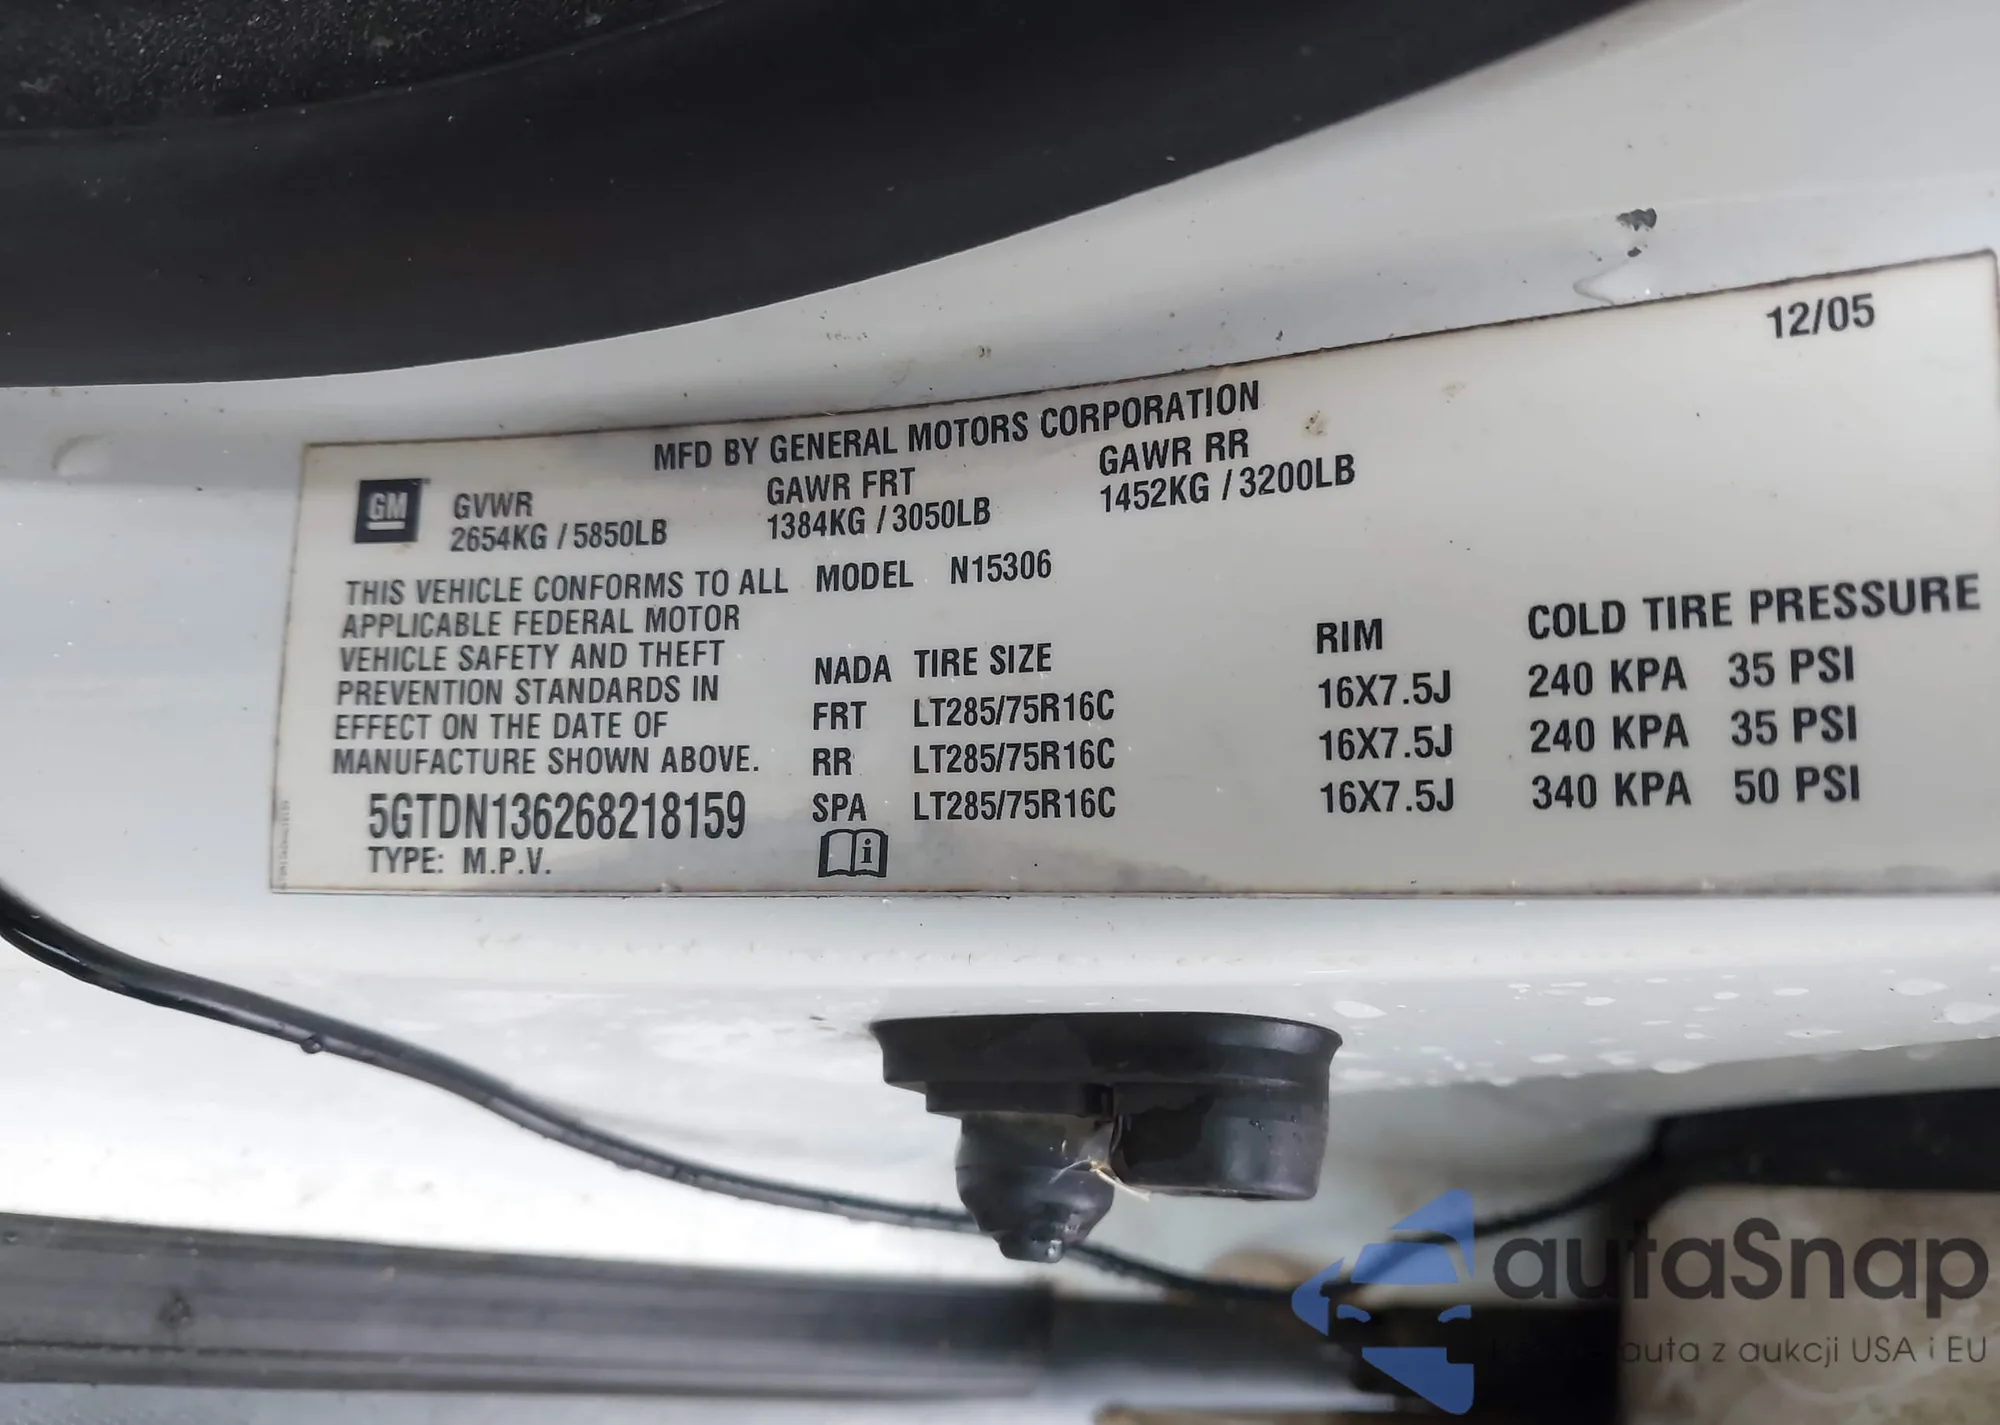 12/05
MFD BY GENERAL MOTORS CORPORATION
GM GVWR GAWR FRT GAWR RR
2654KG / 5850LB 1384KG / 3050LB 1452KG / 3200LB
THIS VEHICLE CONFORMS TO ALL MODEL N15306
APPLICABLE FEDERAL MOTOR
VEHICLE SAFETY AND THEFT
PREVENTION STANDARDS IN
EFFECT ON THE DATE OF
MANUFACTURE SHOWN ABOVE.
5GTDN136268218159
TYPE: M.P.V.
NADA TIRE SIZE RIM COLD TIRE PRESSURE
FRT LT285/75R16C 16X7.5J 240 KPA 35 PSI
RR LT285/75R16C 16X7.5J 240 KPA 35 PSI
SPA LT285/75R16C 16X7.5J 340 KPA 50 PSI
i
autaSnap
auta z aukcji USA i EU